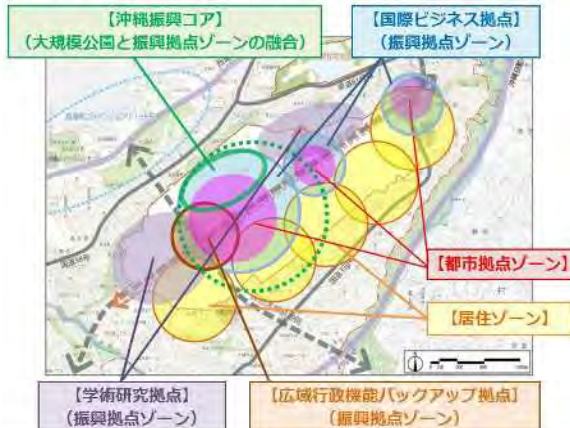 【沖縄振興コア】
(大規模公園と振興拠点ゾーンの融合)
【国際ビジネス拠点】
(振興拠点ゾーン)
【都市拠点ゾーン】
【居住ゾーン】
【学術研究拠点】
(振興拠点ゾーン)
【広域行政機能バックアップ拠点】
(振興拠点ゾーン)